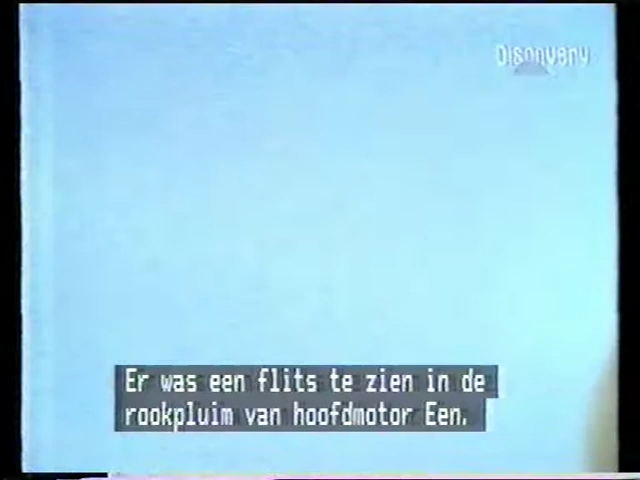 Discovery
Er was een flits te zien in de
rookpluim van hoofdmotor Een.